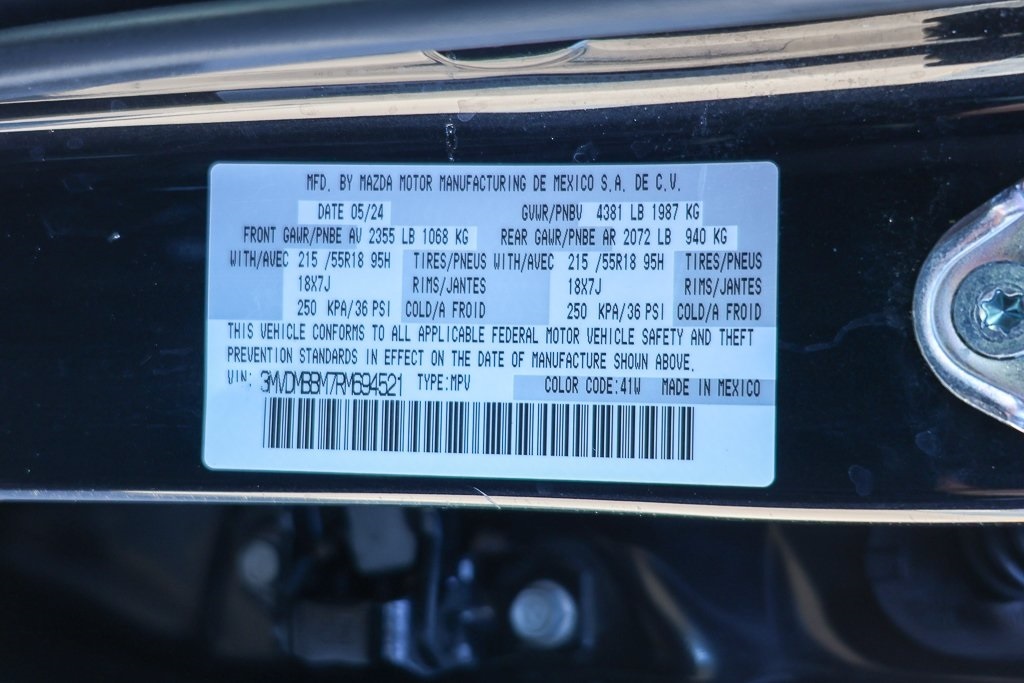 MFD. BY MAZDA MOTOR MANUFACTURING DE MEXICO S.A. DE C.V.
DATE 05/24 GVWR/PNBV 4381 LB 1987 KG
FRONT GAWR/PNBE AV 2355 LB 1068 KG REAR GAWR/PNBE AR 2072 LB 940 KG
WITH/AVEC 215 /55R18 95H TIRES/PNEUS WITH/AVEC 215 /55R18 95H TIRES/PNEUS
18X7J RIMS/JANTES 18X7J RIMS/JANTES
250 KPA/36 PSI COLD/A FROID 250 KPA/36 PSI COLD/A FROID
THIS VEHICLE CONFORMS TO ALL APPLICABLE FEDERAL MOTOR VEHICLE SAFETY AND THEFT
PREVENTION STANDARDS IN EFFECT ON THE DATE OF MANUFACTURE SHOWN ABOVE.
VIN: 3MVDMBBM7RM694521 TYPE:MPV COLOR CODE:41W MADE IN MEXICO